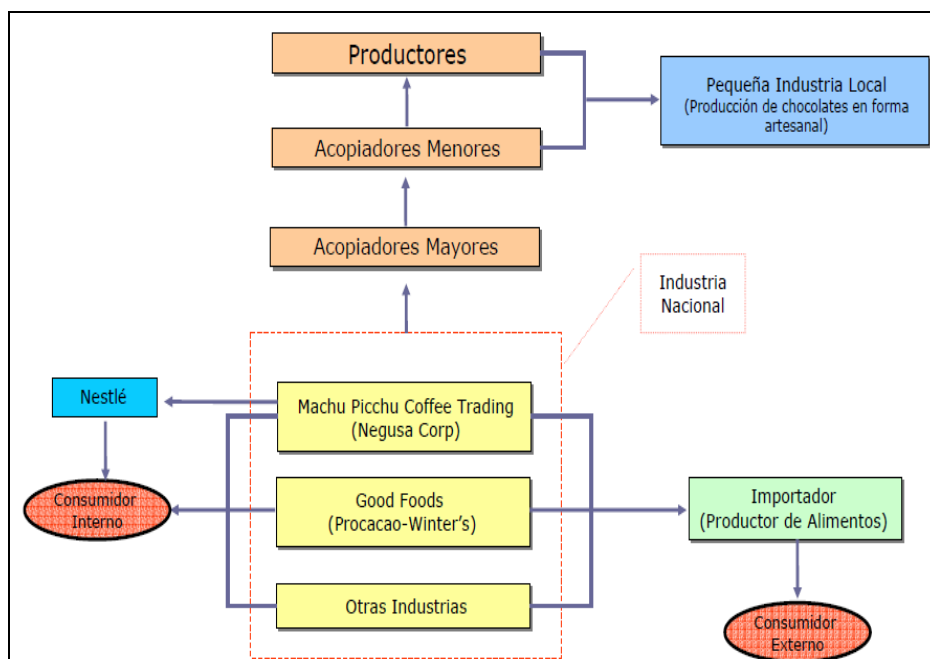 Productores
Pequeña Industria Local
(Producción de chocolates en forma
artesanal)
Acopiadores Menores
Acopiadores Mayores
Industria
Nacional
Nestlé
Machu Picchu Coffee Trading
(Negusa Corp)
Consumidor
Interno
Good Foods
(Procacao-Winter's)
Importador
(Productor de Alimentos)
Otras Industrias
Consumidor
Externo